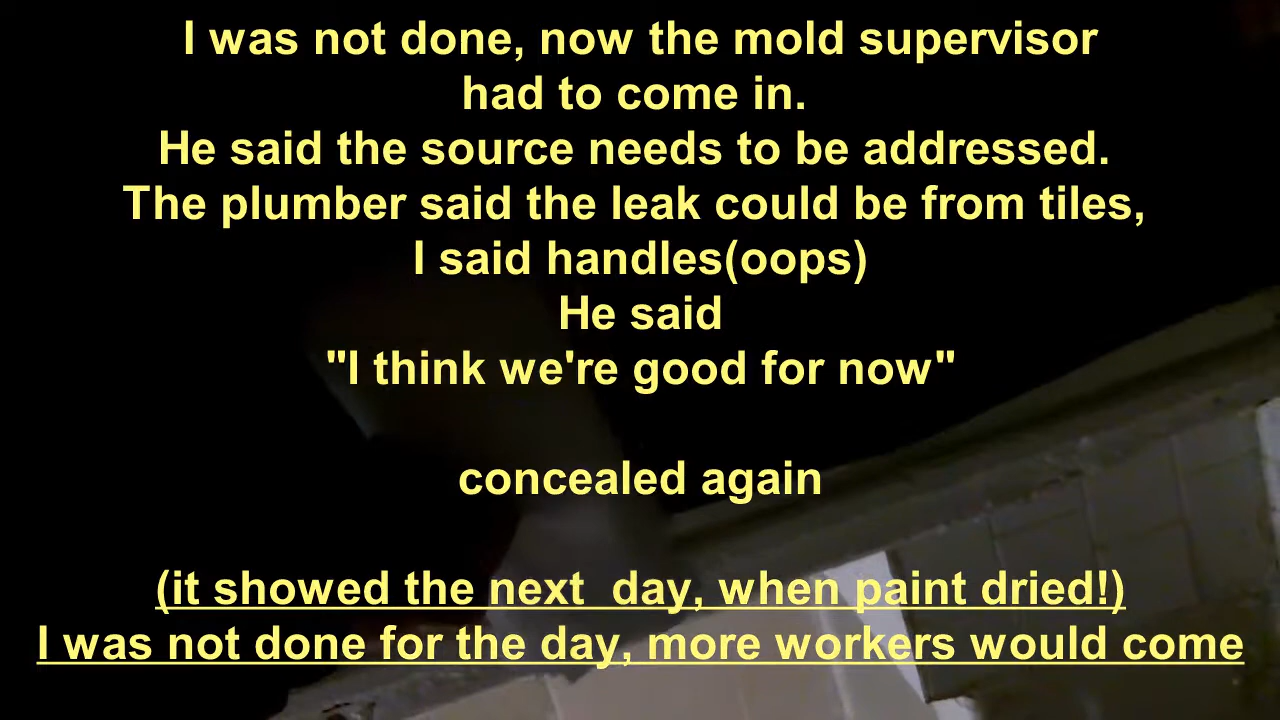 I was not done, now the mold supervisor
had to come in.
He said the source needs to be addressed.
The plumber said the leak could be from tiles,
I said handles(oops)
He said
"I think we're good for now"
concealed again
(it showed the next  day, when paint dried!)
I was not done for the day, more workers would come